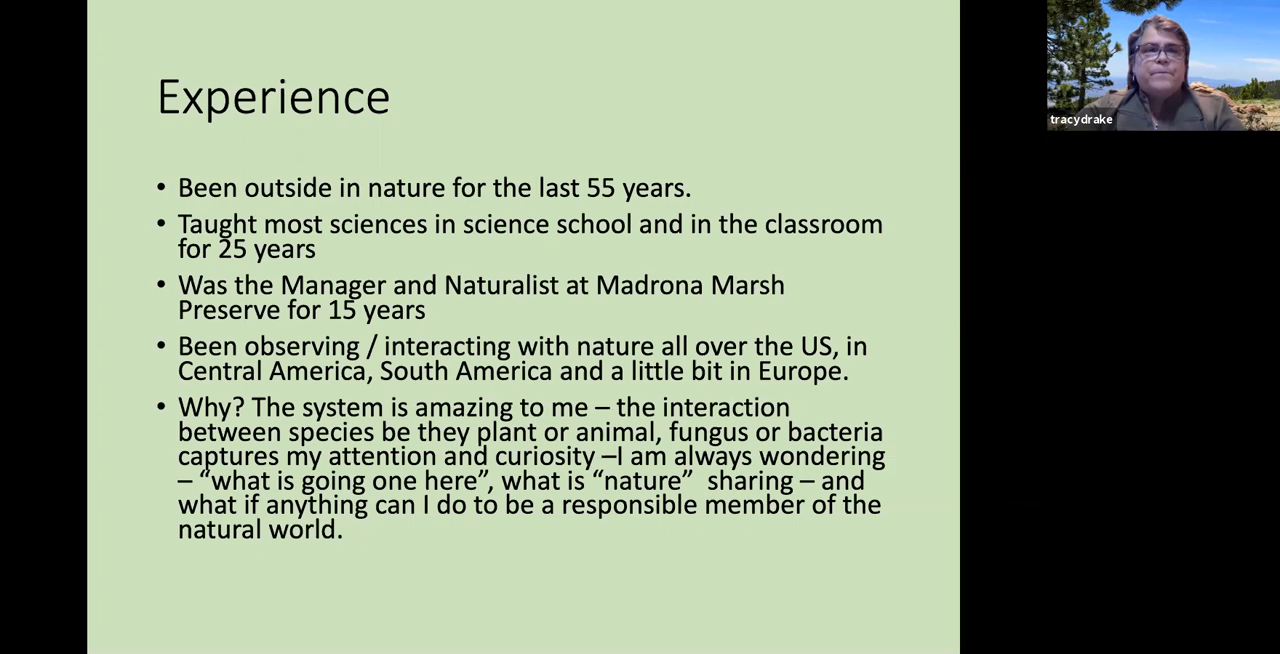 Experience
• Been outside in nature for the last 55 years.
• Taught most sciences in science school and in the classroom
for 25 years
• Was the Manager and Naturalist at Madrona Marsh
Preserve for 15 years
• Been observing / interacting with nature all over the US, in
Central America, South America and a little bit in Europe.
• Why? The system is amazing to me – the interaction
between species be they plant or animal, fungus or bacteria
captures my attention and curiosity –I am always wondering
– “what is going one here”, what is “nature”  sharing – and
what if anything can I do to be a responsible member of the
natural world.
tracydrake